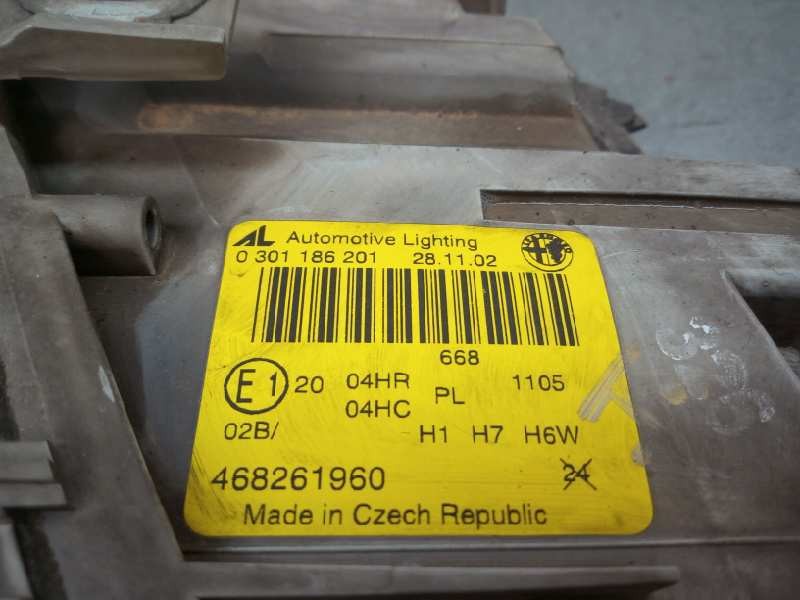 AL Automotive Lighting
0 301 186 201 28.11.02
668
E1 20 04HR PL 1105
04HC
02B/ H1 H7 H6W
468261960 24
Made in Czech Republic